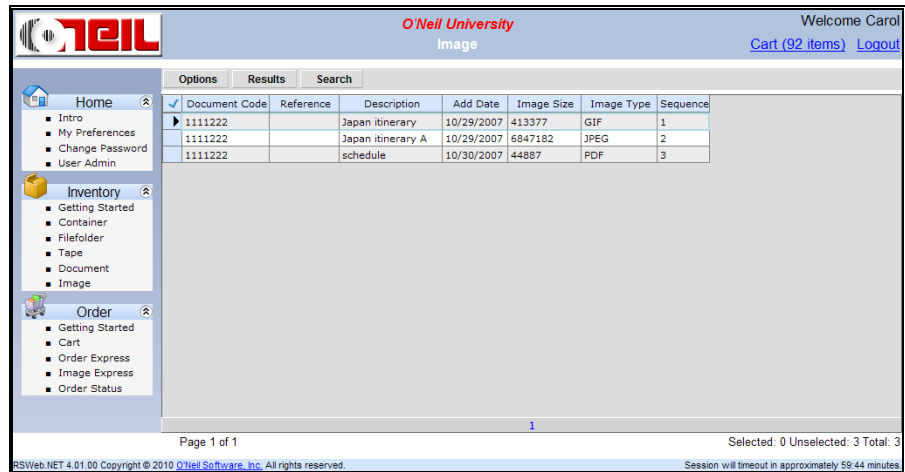 O'NEIL
O'Neil University
Image
Welcome Carol
Cart (92 items) Logout
Options Results Search
Home
Intro
My Preferences
Change Password
User Admin
Inventory
Getting Started
Container
Filefolder
Tape
Document
Image
Order
Getting Started
Cart
Order Express
Image Express
Order Status
Document Code Reference Description Add Date Image Size Image Type Sequence
1111222 Japan itinerary 10/29/2007 413377 GIF 1
1111222 Japan itinerary A 10/29/2007 6847182 JPEG 2
1111222 schedule 10/30/2007 44887 PDF 3
1
Page 1 of 1
Selected: 0 Unselected: 3 Total: 3
RSWeb.NET 4.01.00 Copyright © 2010 O'Neil Software, Inc. All rights reserved.
Session will timeout in approximately 59:44 minutes.